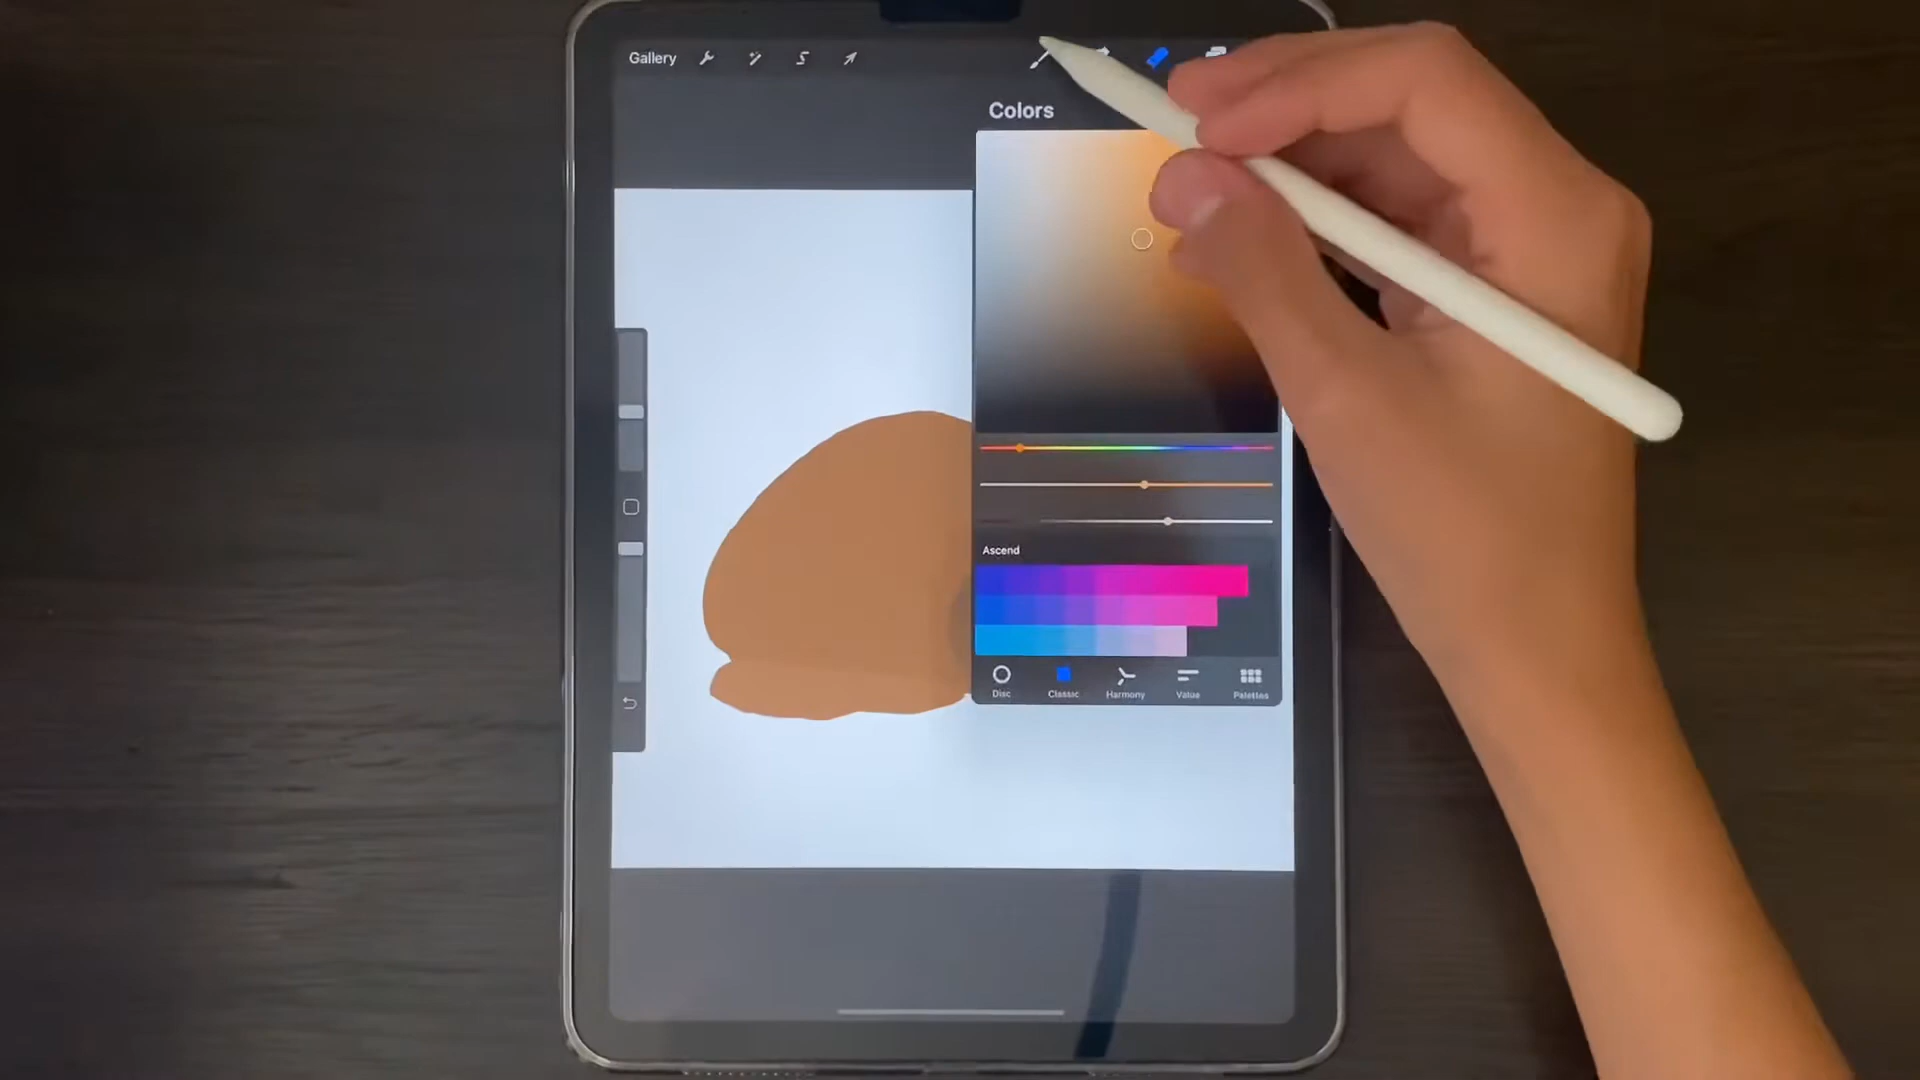 Gallery
Colors
Ascend
Disc
Classic
Harmony
Value
Palettes